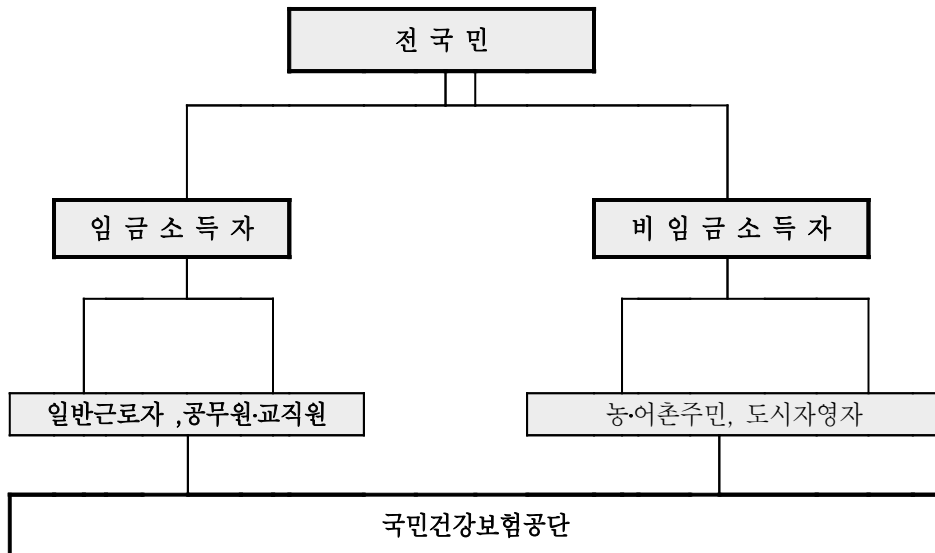 전 국 민
임 금 소 득 자
비 임 금 소 득 자
일반근로자 ,공무원·교직원
농·어촌주민, 도시자영자
국민건강보험공단